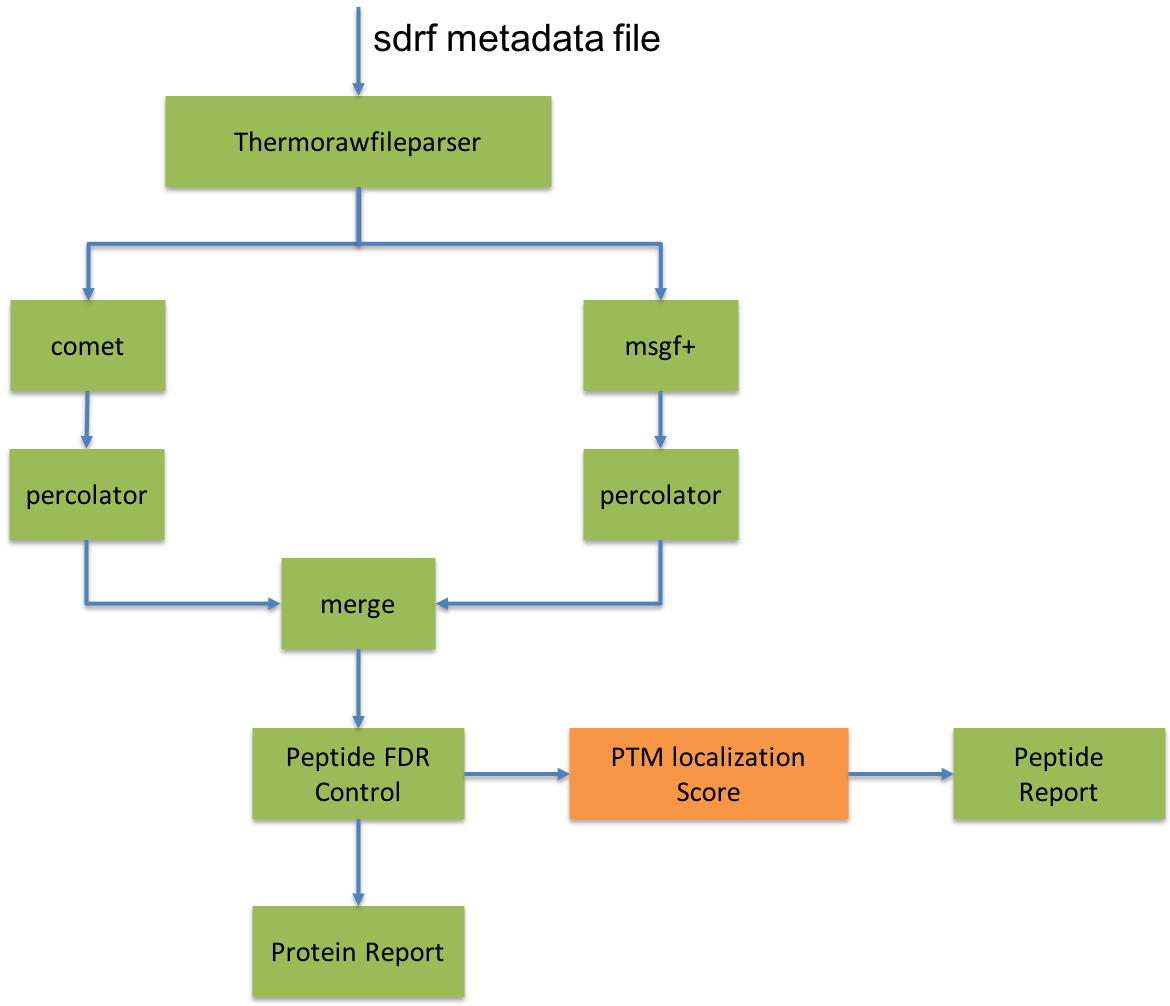 sdrf metadata file
Thermorawfileparser
comet
msgf+
percolator
percolator
merge
Peptide FDR
Control
PTM localization
Score
Peptide
Report
Protein Report